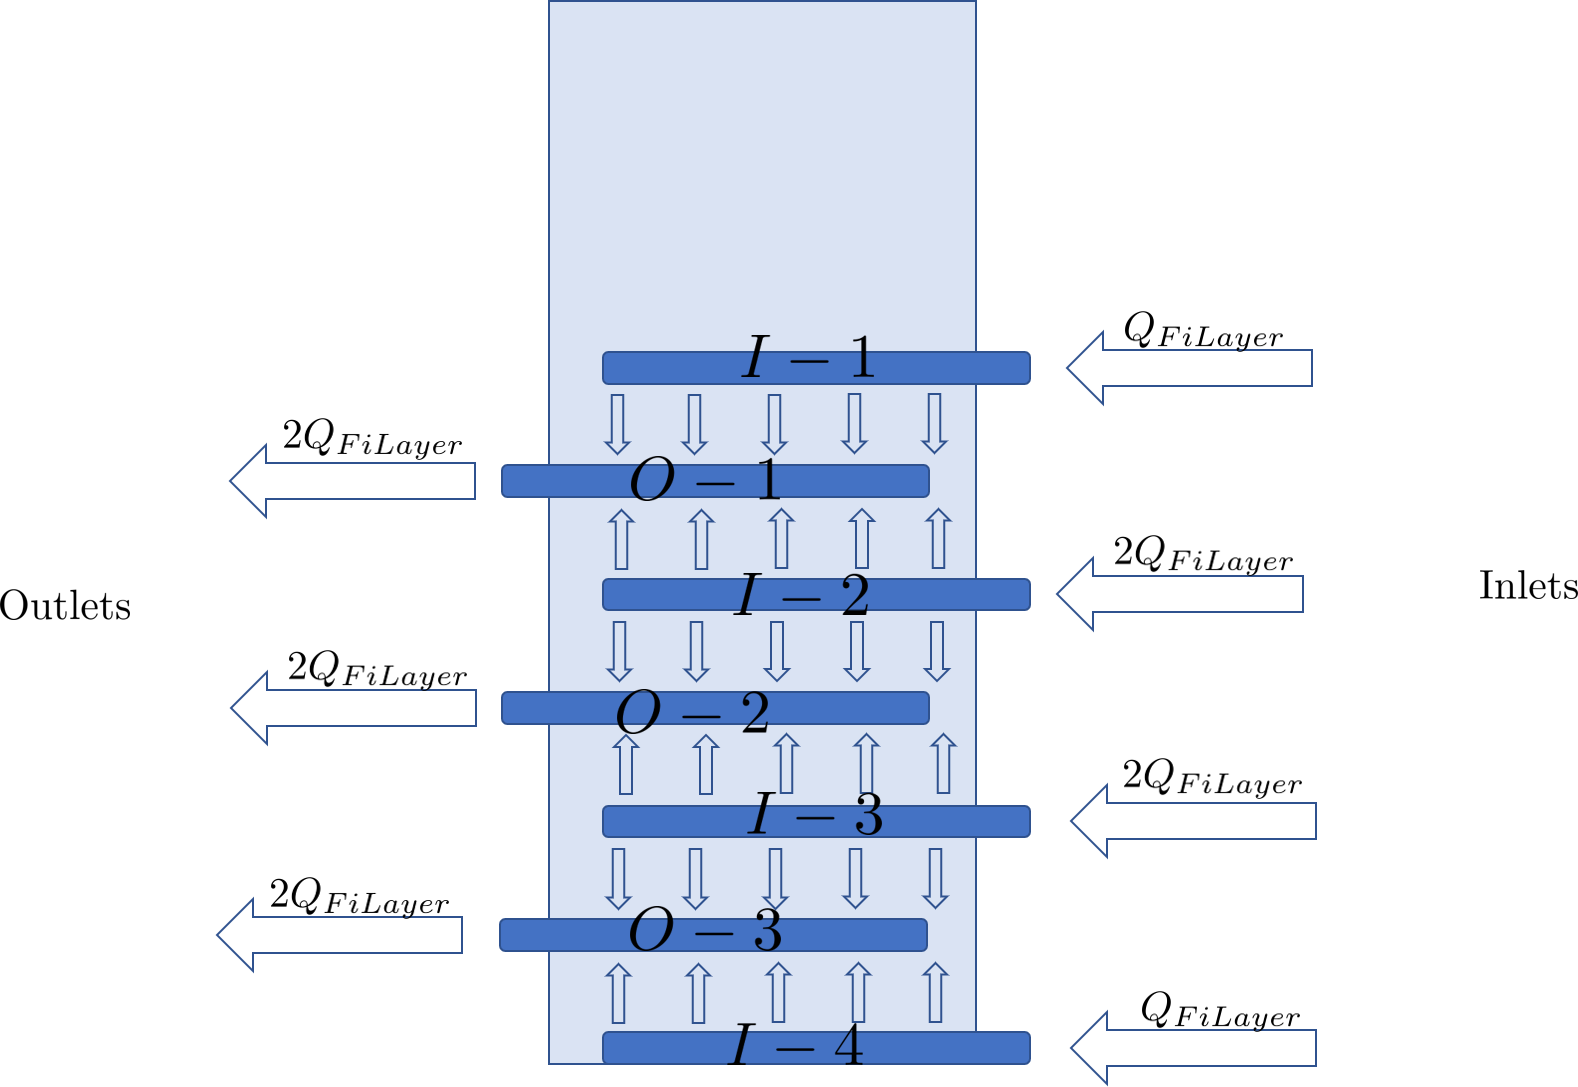 Q_{FiLayer}
I − 1
2Q_{FiLayer}
O − 1
2Q_{FiLayer}
I − 2
Inlets
Outlets
2Q_{FiLayer}
O − 2
2Q_{FiLayer}
I − 3
2Q_{FiLayer}
O − 3
Q_{FiLayer}
I − 4